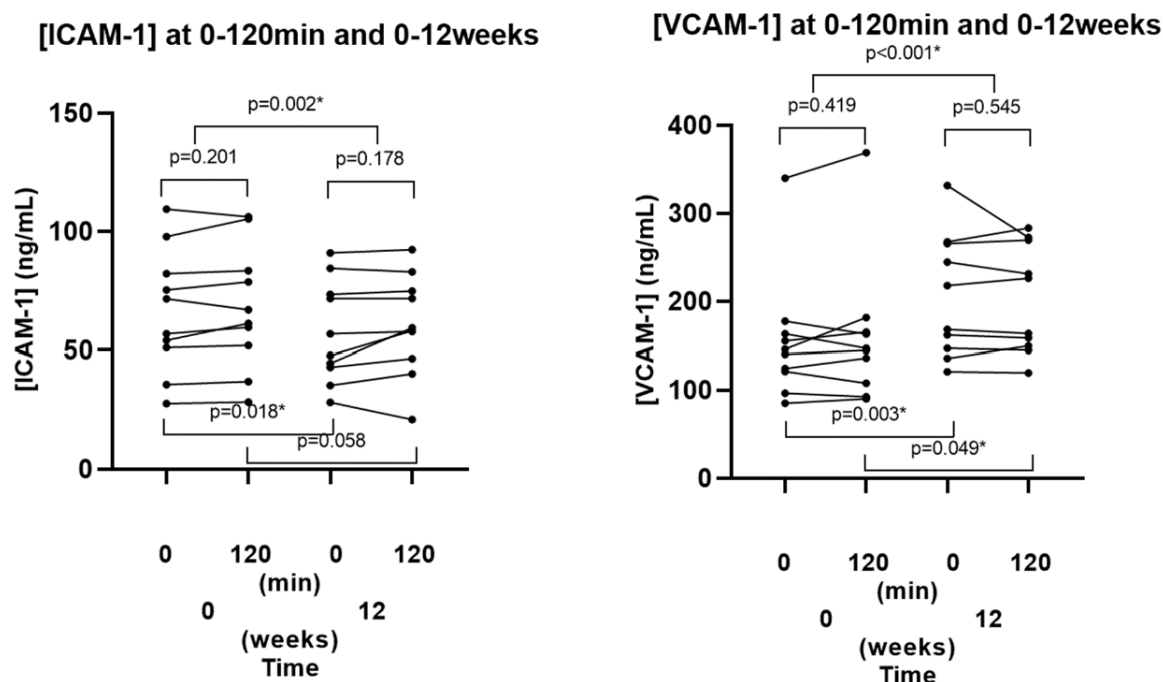 [ICAM-1] at 0-120min and 0-12weeks
p=0.002*
p=0.201
p=0.178
150
100
50
0
[ICAM-1] (ng/mL)
p=0.018*
p=0.058
0 120 0 120
(min)
0 12
(weeks)
Time
[VCAM-1] at 0-120min and 0-12weeks
p<0.001*
p=0.419
p=0.545
400
300
200
100
0
[VCAM-1] (ng/mL)
p=0.003*
p=0.049*
0 120 0 120
(min)
0 12
(weeks)
Time